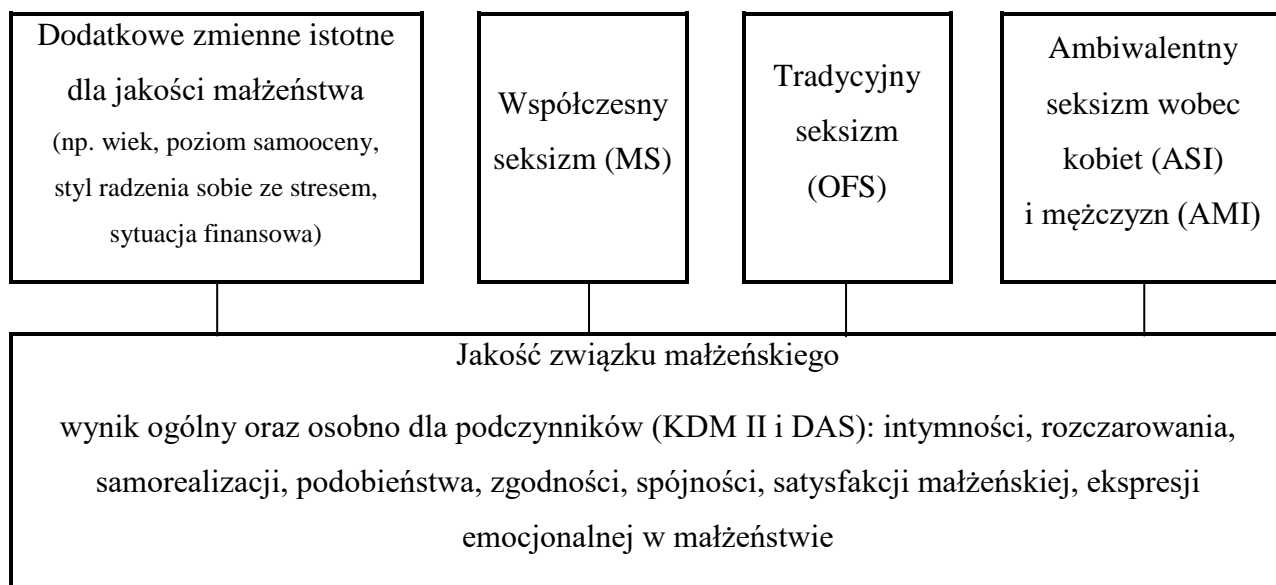 Dodatkowe zmienne istotne
dla jakości małżeństwa
(np. wiek, poziom samooceny,
styl radzenia sobie ze stresem,
sytuacja finansowa)
Współczesny
seksizm (MS)
Tradycyjny
seksizm
(OFS)
Ambiwalentny
seksizm wobec
kobiet (ASI)
i mężczyzn (AMI)
Jakość związku małżeńskiego
wynik ogólny oraz osobno dla podczynników (KDM II i DAS): intymności, rozczarowania,
samorealizacji, podobieństwa, zgodności, spójności, satysfakcji małżeńskiej, ekspresji
emocjonalnej w małżeństwie